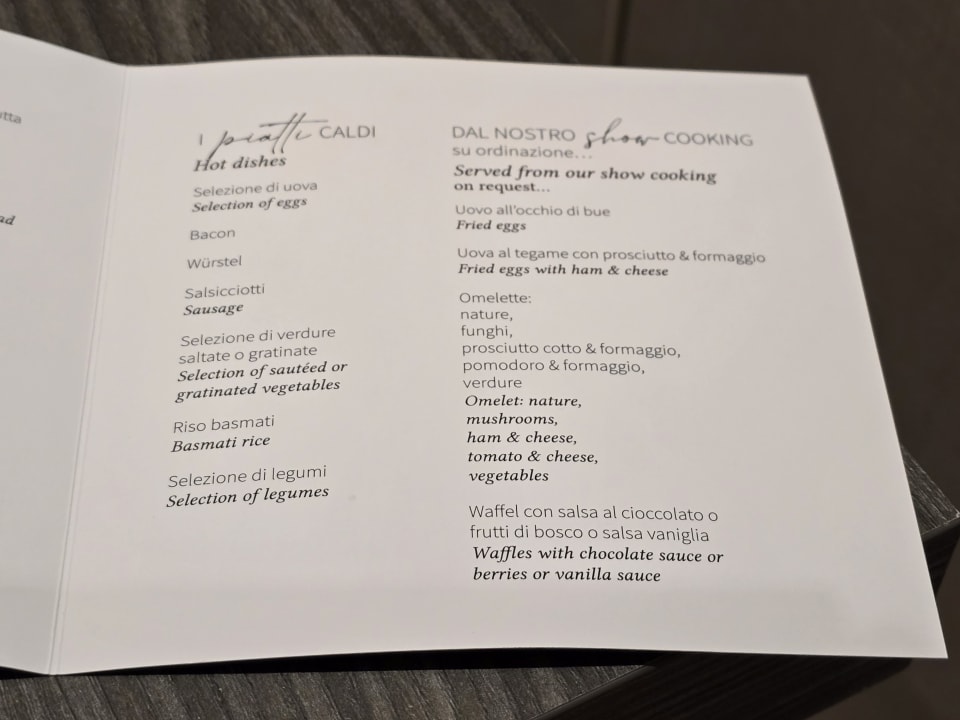 I piatti CALDI
Hot dishes
Selezione di uova
Selection of eggs
Bacon
Würstel
Salsicciotti
Sausage
Selezione di verdure
saltate o gratinate
Selection of sautéed or
gratinated vegetables
Riso basmati
Basmati rice
Selezione di legumi
Selection of legumes
DAL NOSTRO show COOKING
su ordinazione...
Served from our show cooking
on request...
Uovo all'occhio di bue
Fried eggs
Uova al tegame con prosciutto & formaggio
Fried eggs with ham & cheese
Omelette:
nature,
funghi,
prosciutto cotto & formaggio,
pomodoro & formaggio,
verdure
Omelet: nature,
mushrooms,
ham & cheese,
tomato & cheese,
vegetables
Waffel con salsa al cioccolato o
frutti di bosco o salsa vaniglia
Waffles with chocolate sauce or
berries or vanilla sauce